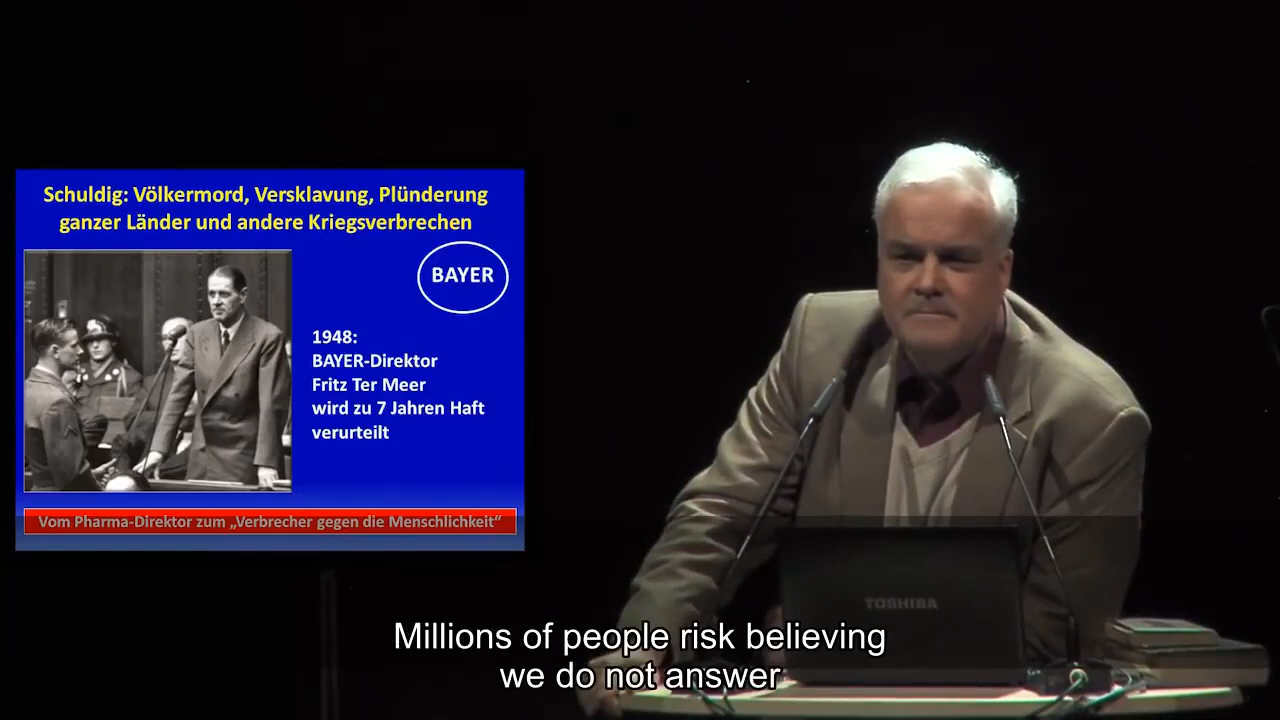 Schuldig: Völkermord, Versklavung, Plünderung
ganzer Länder und andere Kriegsverbrechen
BAYER
1948:
BAYER-Direktor
Fritz Ter Meer
wird zu 7 Jahren Haft
verurteilt
Vom Pharma-Direktor zum „Verbrecher gegen die Menschlichkeit“
TOSHIBA
Millions of people risk believing
we do not answer